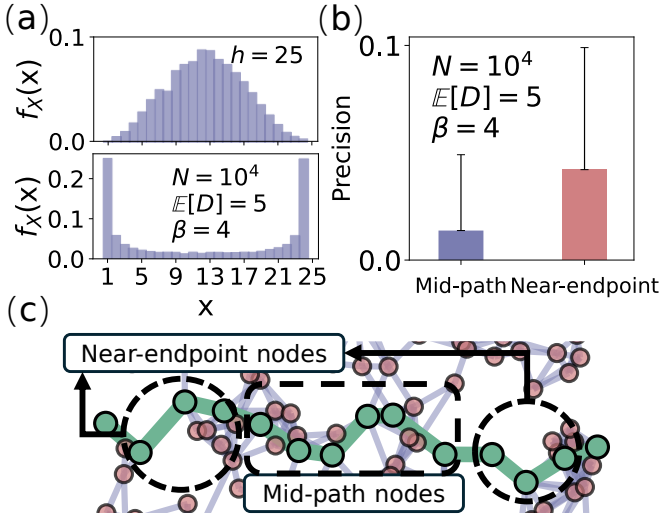 (a)
0.1
h = 25
f_X(x)
0.0
0.2
N = 10^4
𝔼[D] = 5
β = 4
f_X(x)
0.0
1 5 9 13 17 21 25
x
(b)
0.1
N = 10^4
𝔼[D] = 5
β = 4
Precision
0.0
Mid-path Near-endpoint
(c)
Near-endpoint nodes
Mid-path nodes